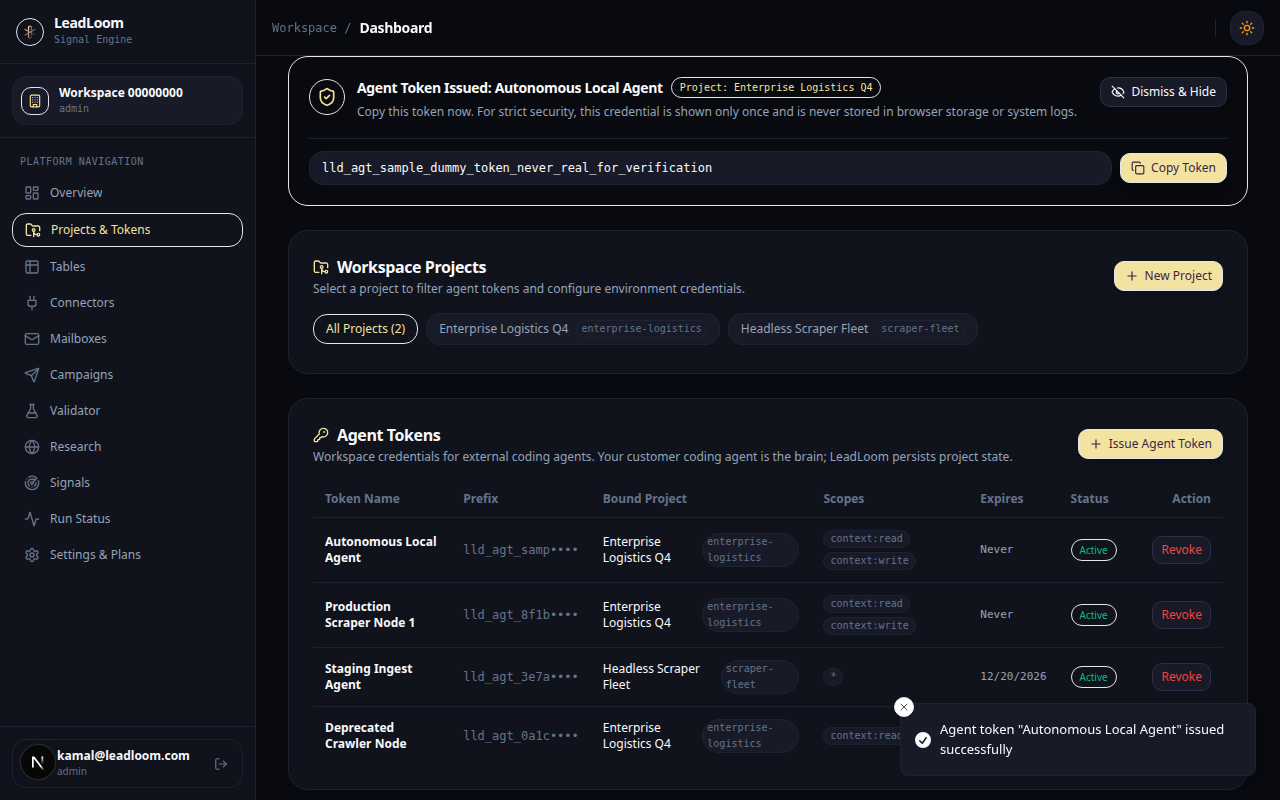 LeadLoom
Signal Engine
Workspace / Dashboard
Workspace 00000000
admin
PLATFORM NAVIGATION
Overview
Projects & Tokens
Tables
Connectors
Mailboxes
Campaigns
Validator
Research
Signals
Run Status
Settings & Plans
N
kamal@leadloom.com
admin
Agent Token Issued: Autonomous Local Agent
Project: Enterprise Logistics Q4
Copy this token now. For strict security, this credential is shown only once and is never stored in browser storage or system logs.
Dismiss & Hide
lld_agt_sample_dummy_token_never_real_for_verification
Copy Token
Workspace Projects
Select a project to filter agent tokens and configure environment credentials.
New Project
All Projects (2)
Enterprise Logistics Q4 enterprise-logistics
Headless Scraper Fleet scraper-fleet
Agent Tokens
Workspace credentials for external coding agents. Your customer coding agent is the brain; LeadLoom persists project state.
Issue Agent Token
Token Name Prefix Bound Project Scopes Expires Status Action
Autonomous Local
Agent
lld_agt_samp••••
Enterprise
Logistics Q4
enterprise-
logistics
context:read
context:write
Never
Active
Revoke
Production
Scraper Node 1
lld_agt_8f1b••••
Enterprise
Logistics Q4
enterprise-
logistics
context:read
context:write
Never
Active
Revoke
Staging Ingest
Agent
lld_agt_3e7a••••
Headless Scraper
Fleet
scraper-
fleet
*
12/20/2026
Active
Revoke
Deprecated
Crawler Node
lld_agt_0a1c••••
Enterprise
Logistics Q4
enterprise-
logistics
context:read
Agent token "Autonomous Local Agent" issued
successfully